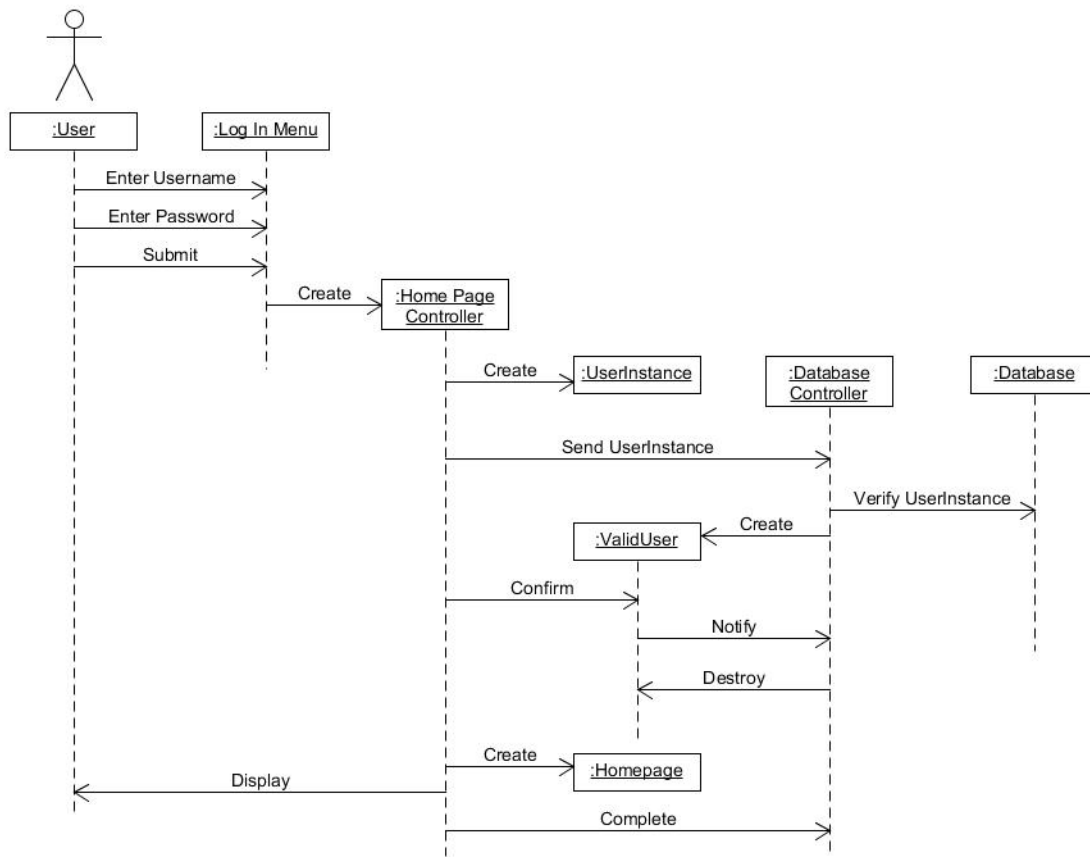 :User
:Log In Menu
Enter Username
Enter Password
Submit
Create
:Home Page
Controller
Create
:UserInstance
:Database
Controller
:Database
Send UserInstance
Verify UserInstance
Create
:ValidUser
Confirm
Notify
Destroy
Create
:Homepage
Display
Complete